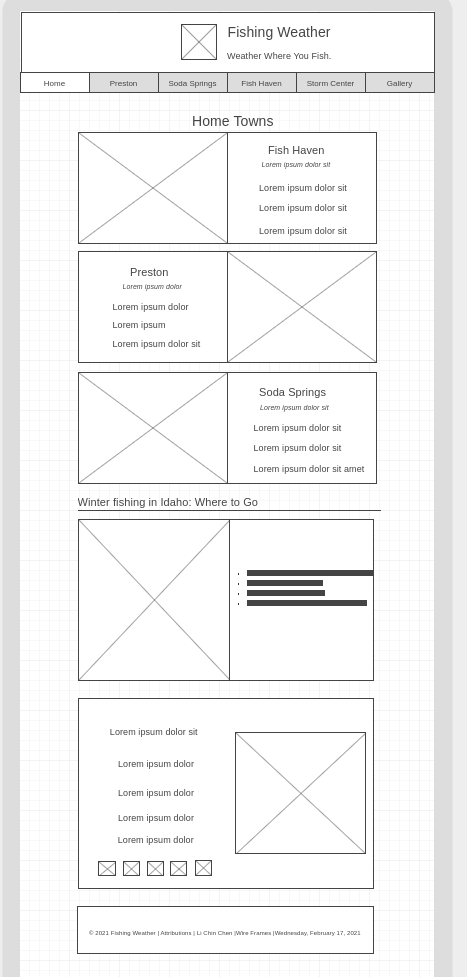 Fishing Weather
Weather Where You Fish.
Home Preston Soda Springs Fish Haven Storm Center Gallery
Home Towns
Fish Haven
Lorem ipsum dolor sit
Lorem ipsum dolor sit
Lorem ipsum dolor sit
Lorem ipsum dolor sit
Preston
Lorem ipsum dolor
Lorem ipsum dolor
Lorem ipsum
Lorem ipsum dolor sit
Soda Springs
Lorem ipsum dolor sit
Lorem ipsum dolor sit
Lorem ipsum dolor sit
Lorem ipsum dolor sit amet
Winter fishing in Idaho: Where to Go
Lorem ipsum dolor sit
Lorem ipsum dolor
Lorem ipsum dolor
Lorem ipsum dolor
Lorem ipsum dolor
© 2021 Fishing Weather | Attributions | Li Chin Chen |Wire Frames |Wednesday, February 17, 2021